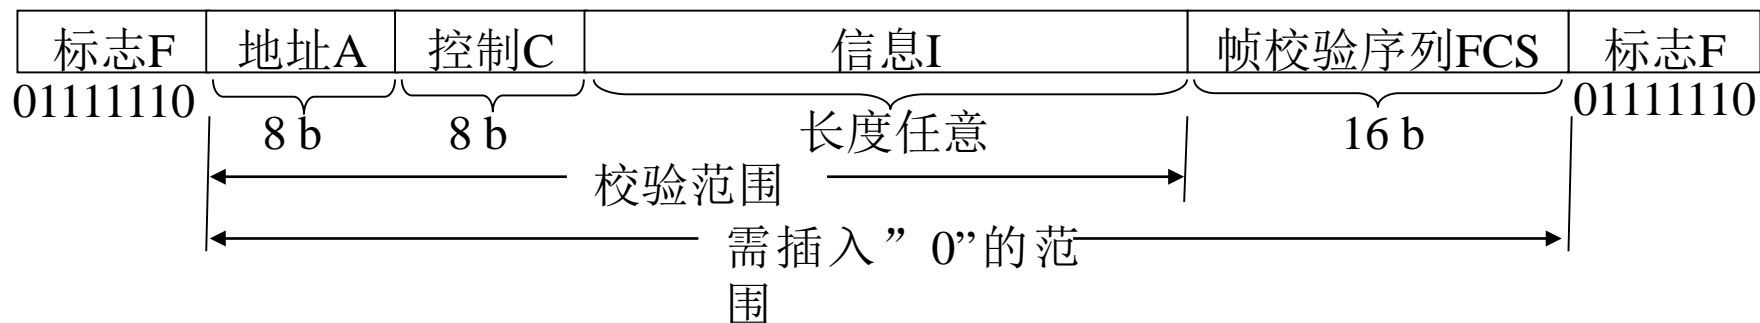 标志F 地址A 控制C 信息I 帧校验序列FCS 标志F
01111110 8 b 8 b 长度任意 16 b 01111110
校验范围
需插入”0”的范
围